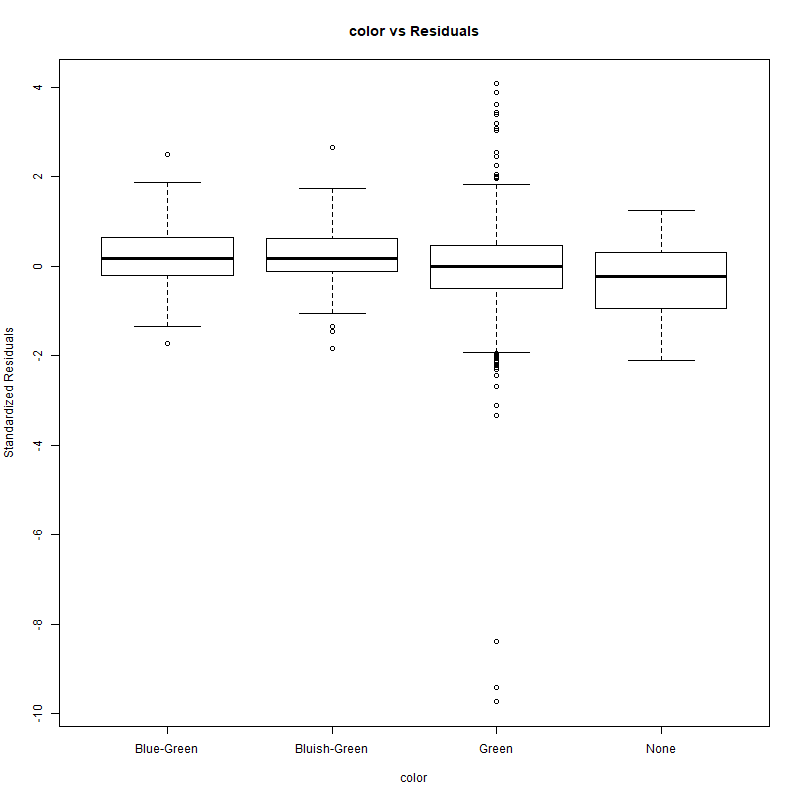 color vs Residuals
Standardized Residuals
4
2
0
-2
-4
-6
-8
-10
Blue-Green
Bluish-Green
Green
None
color